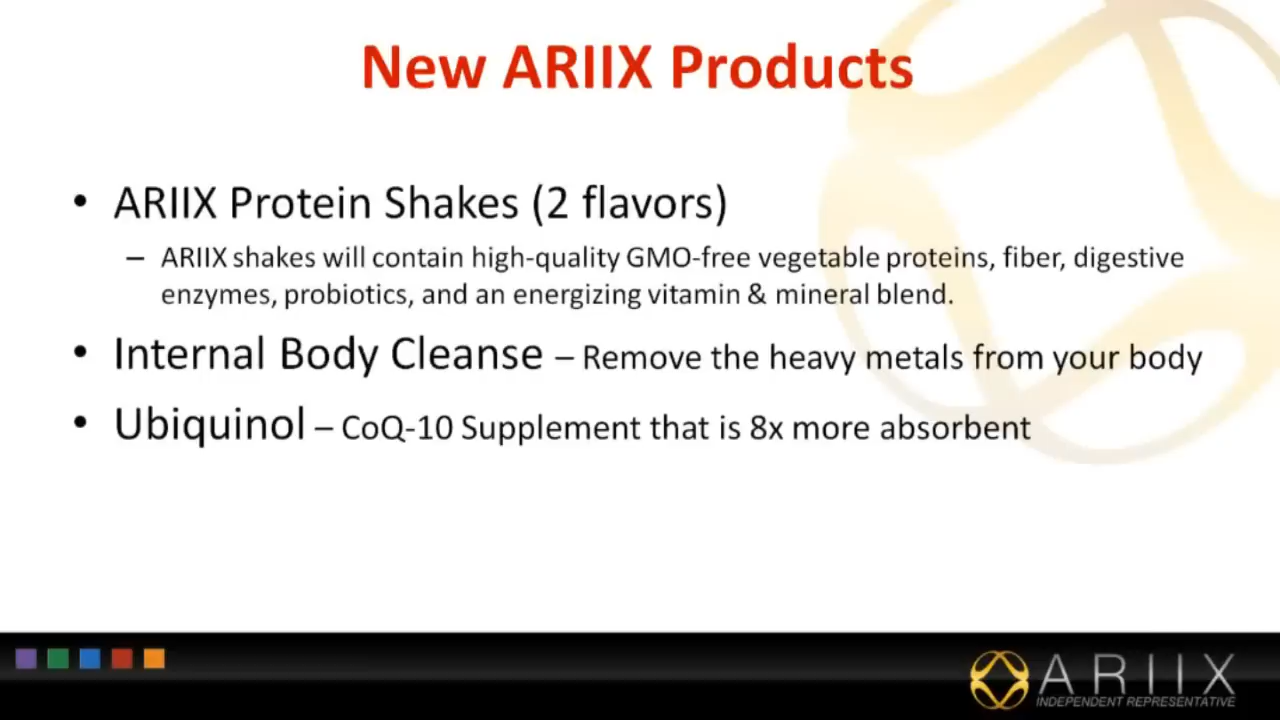 New ARIIX Products
• ARIIX Protein Shakes (2 flavors)
– ARIIX shakes will contain high-quality GMO-free vegetable proteins, fiber, digestive
enzymes, probiotics, and an energizing vitamin & mineral blend.
• Internal Body Cleanse – Remove the heavy metals from your body
• Ubiquinol – CoQ-10 Supplement that is 8x more absorbent
ARIIX
INDEPENDENT REPRESENTATIVE